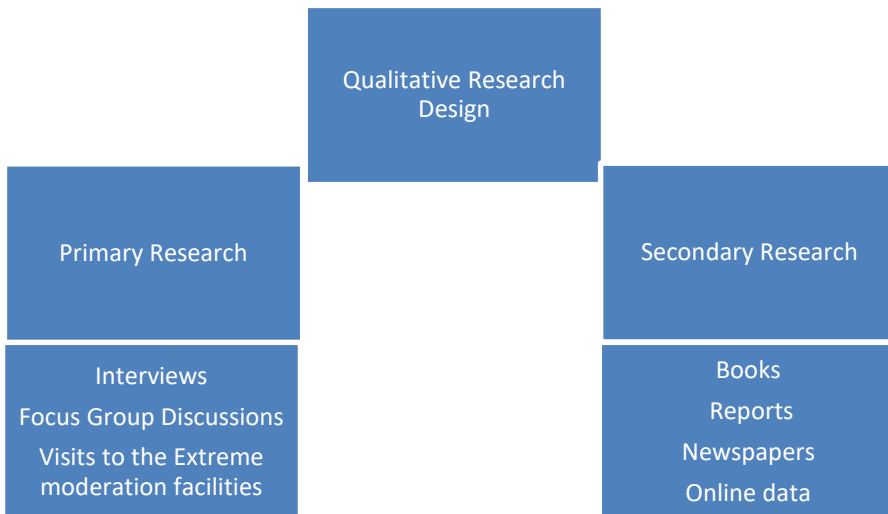 Qualitative Research
Design
Primary Research
Secondary Research
Interviews
Focus Group Discussions
Visits to the Extreme
moderation facilities
Books
Reports
Newspapers
Online data